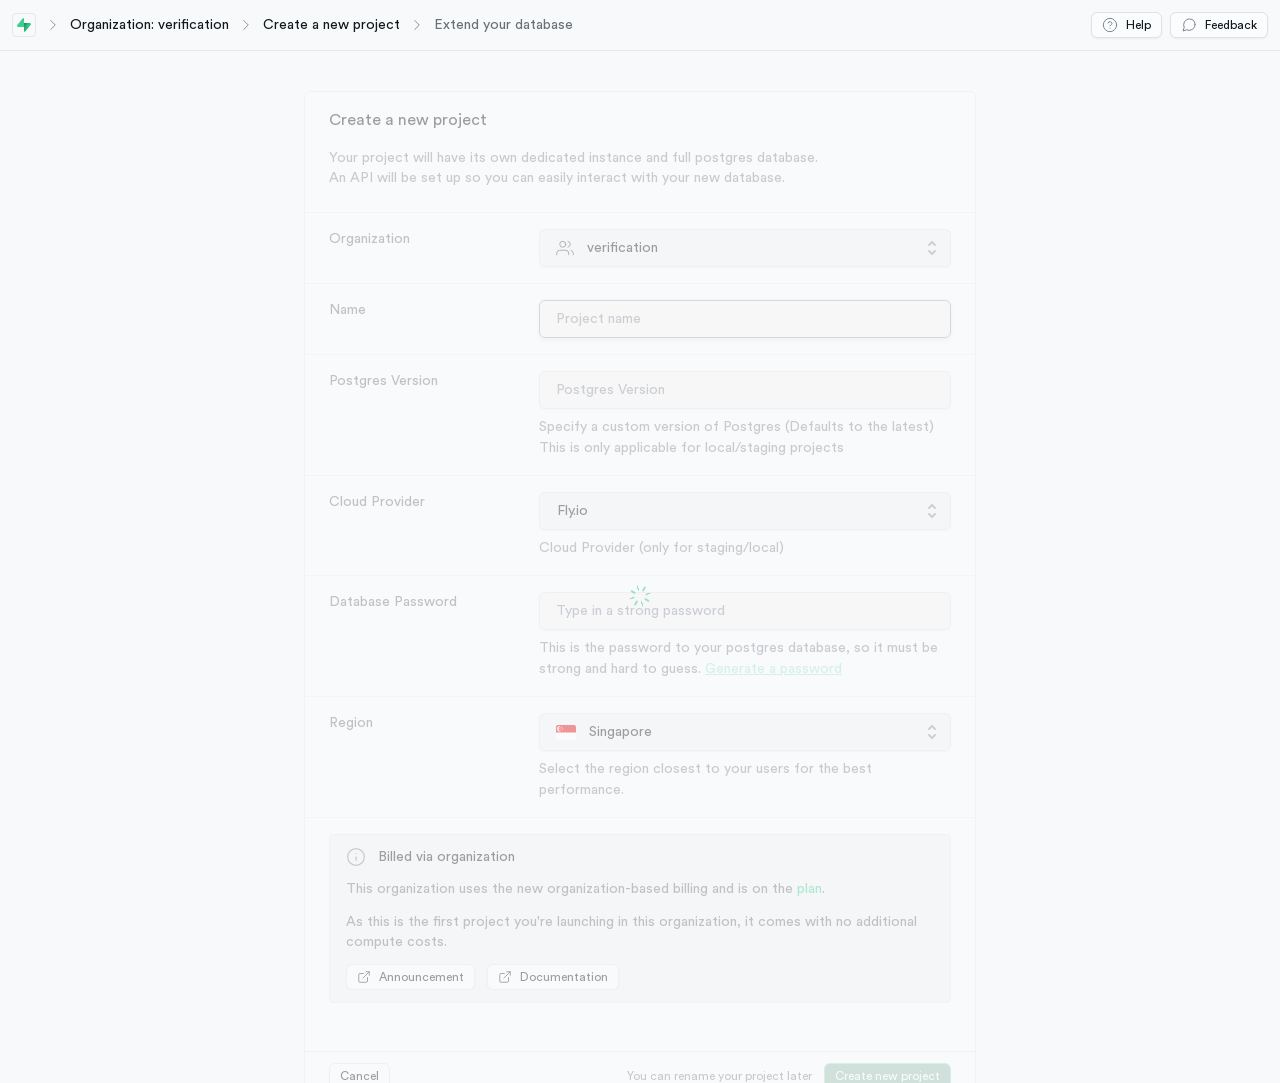 Organization: verification
Create a new project
Extend your database
Help
Feedback
Create a new project
Your project will have its own dedicated instance and full postgres database.
An API will be set up so you can easily interact with your new database.
Organization
verification
Name
Project name
Postgres Version
Postgres Version
Specify a custom version of Postgres (Defaults to the latest)
This is only applicable for local/staging projects
Cloud Provider
Fly.io
Cloud Provider (only for staging/local)
Database Password
Type in a strong password
This is the password to your postgres database, so it must be
strong and hard to guess. Generate a password
Region
Singapore
Select the region closest to your users for the best
performance.
Billed via organization
This organization uses the new organization-based billing and is on the plan.
As this is the first project you're launching in this organization, it comes with no additional
compute costs.
Announcement
Documentation
Cancel
You can rename your project later
Create new project